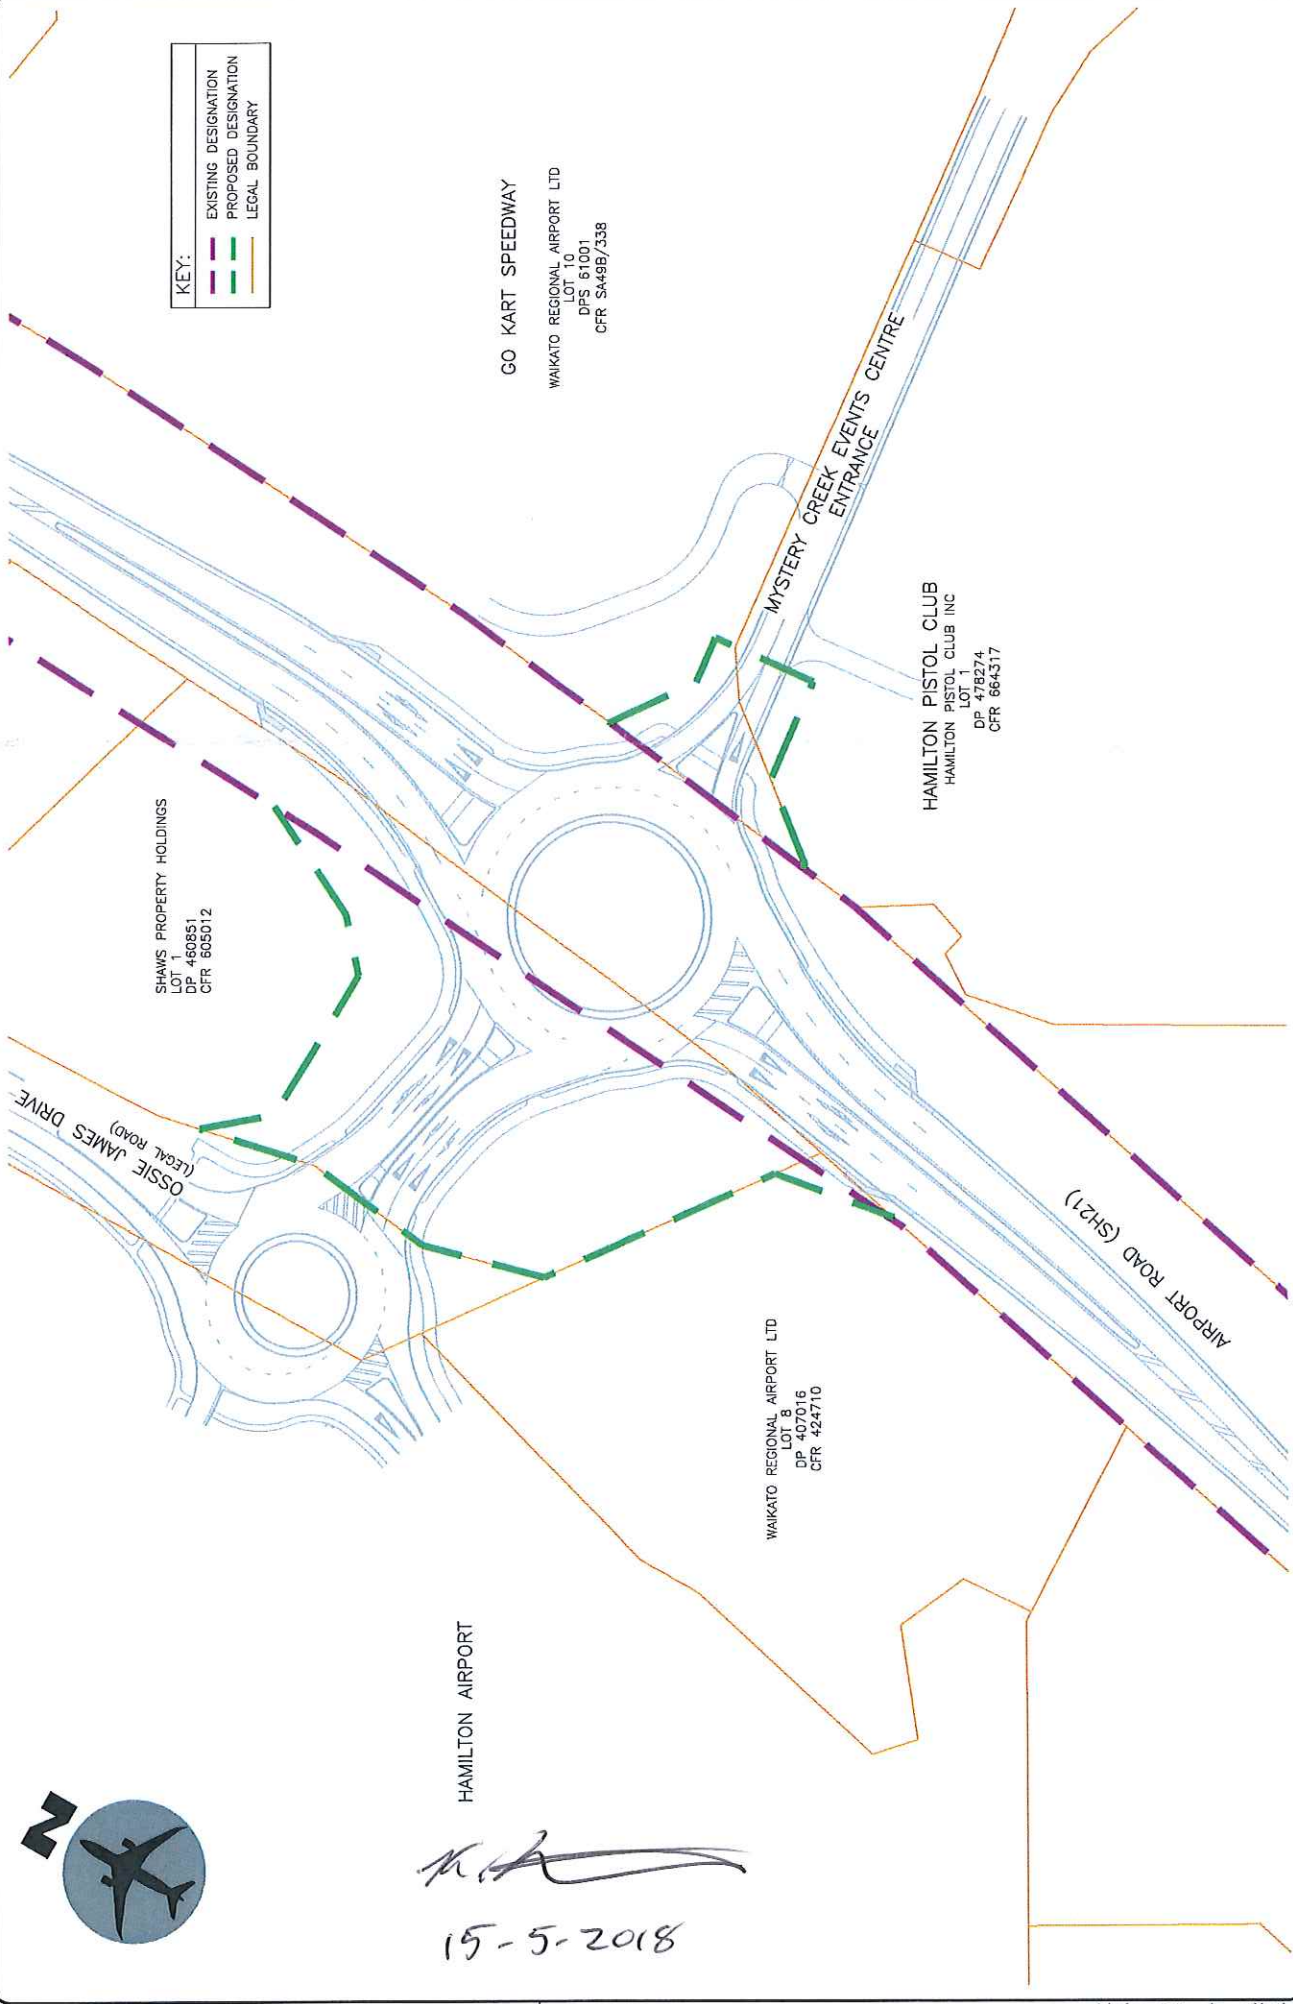 KEY:
EXISTING DESIGNATION
PROPOSED DESIGNATION
LEGAL BOUNDARY
GO KART SPEEDWAY
WAIKATO REGIONAL AIRPORT LTD
LOT 10
DPS 61001
CFR SA49B/338
MYSTERY CREEK EVENTS CENTRE
ENTRANCE
HAMILTON PISTOL CLUB
HAMILTON PISTOL CLUB INC
LOT 1
DP 478274
CFR 664317
SHAWS PROPERTY HOLDINGS
LOT 1
DP 460851
CFR 605012
OSSIE JAMES DRIVE
(LEGAL ROAD)
AIRPORT ROAD (SH21)
WAIKATO REGIONAL AIRPORT LTD
LOT 8
DP 407016
CFR 424710
HAMILTON AIRPORT
N
15-5-2018